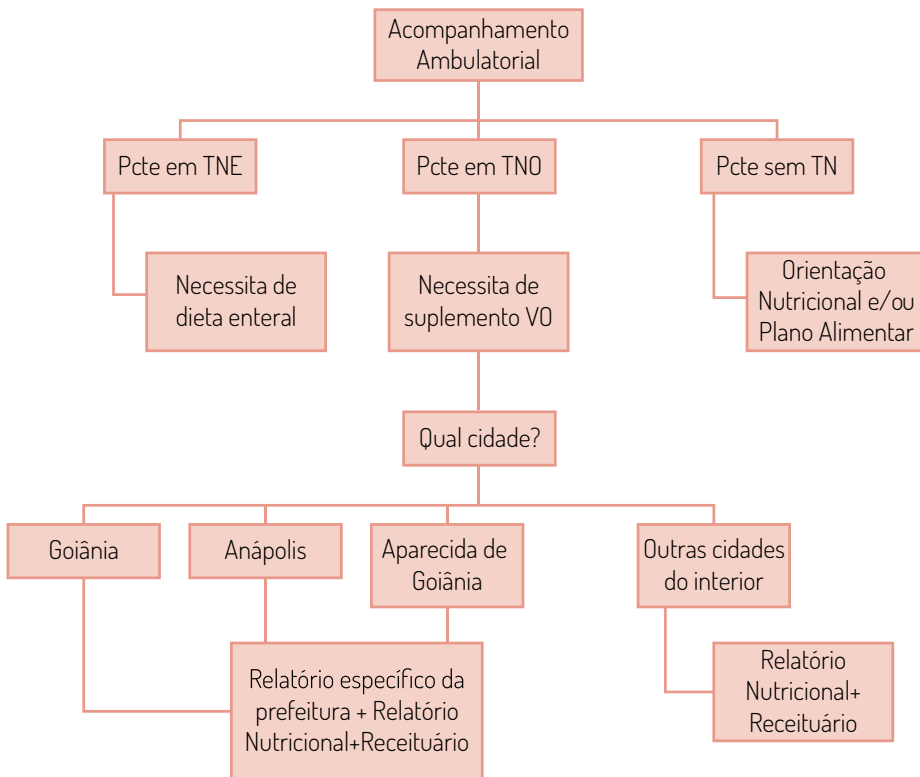 Acompanhamento
Ambulatorial
Pcte em TNE
Pcte em TNO
Pcte sem TN
Necessita de
dieta enteral
Necessita de
suplemento VO
Orientação
Nutricional e/ou
Plano Alimentar
Qual cidade?
Goiânia
Anápolis
Aparecida de
Goiânia
Outras cidades
do interior
Relatório específico da
prefeitura + Relatório
Nutricional+Receituário
Relatório
Nutricional+
Receituário